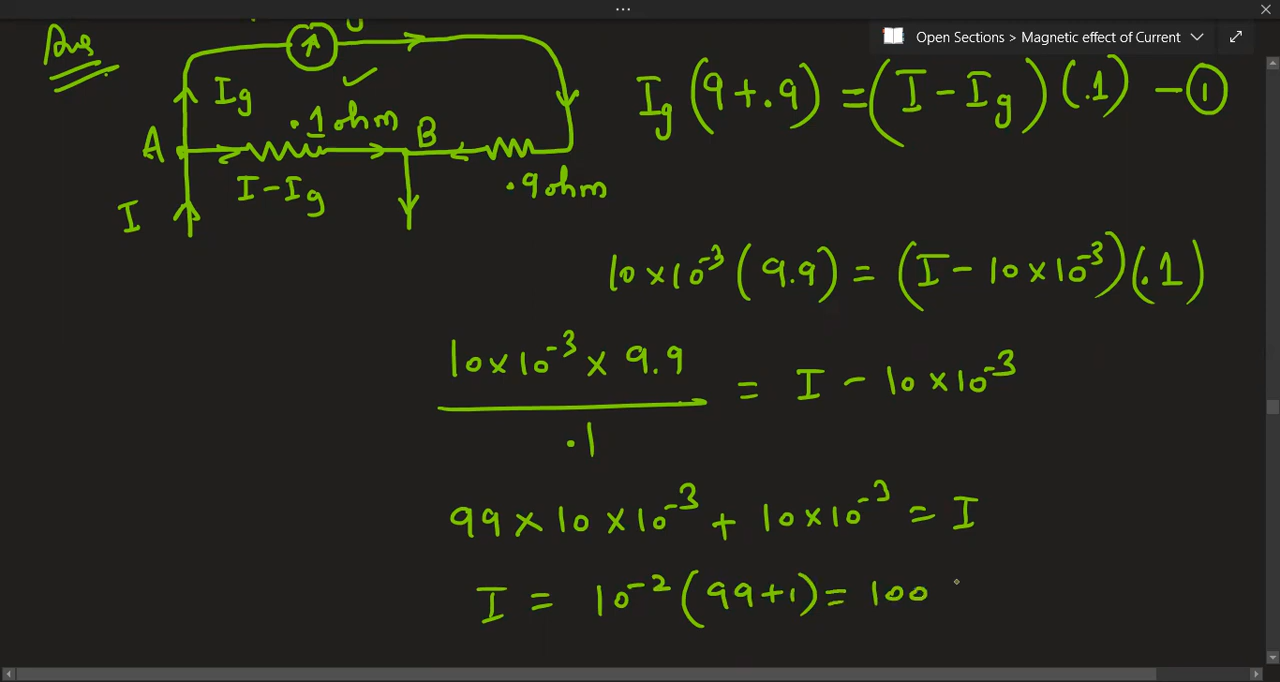 Ans
Open Sections > Magnetic effect of Current
Ig
Ig (9+.9) = (I - Ig) (.1) - ①
.1 ohm
A
B
I - Ig
.9 ohm
I
10×10⁻³ (9.9) = (I - 10×10⁻³) (.1)
10×10⁻³ × 9.9
= I - 10×10⁻³
.1
99 × 10 × 10⁻³ + 10×10⁻³ = I
I = 10⁻² (99+1) = 100